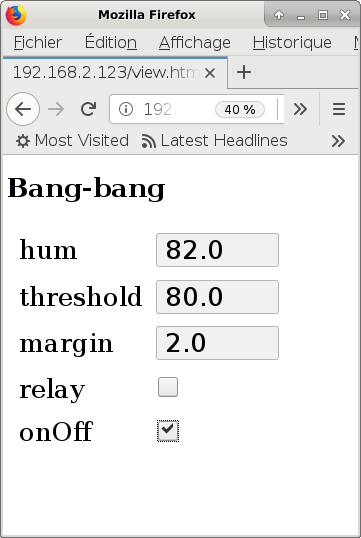 Mozilla Firefox
Fichier Édition Affichage Historique
192.168.2.123/view.htm
192. 40 %
Most Visited Latest Headlines
Bang-bang
hum 82.0
threshold 80.0
margin 2.0
relay
onOff